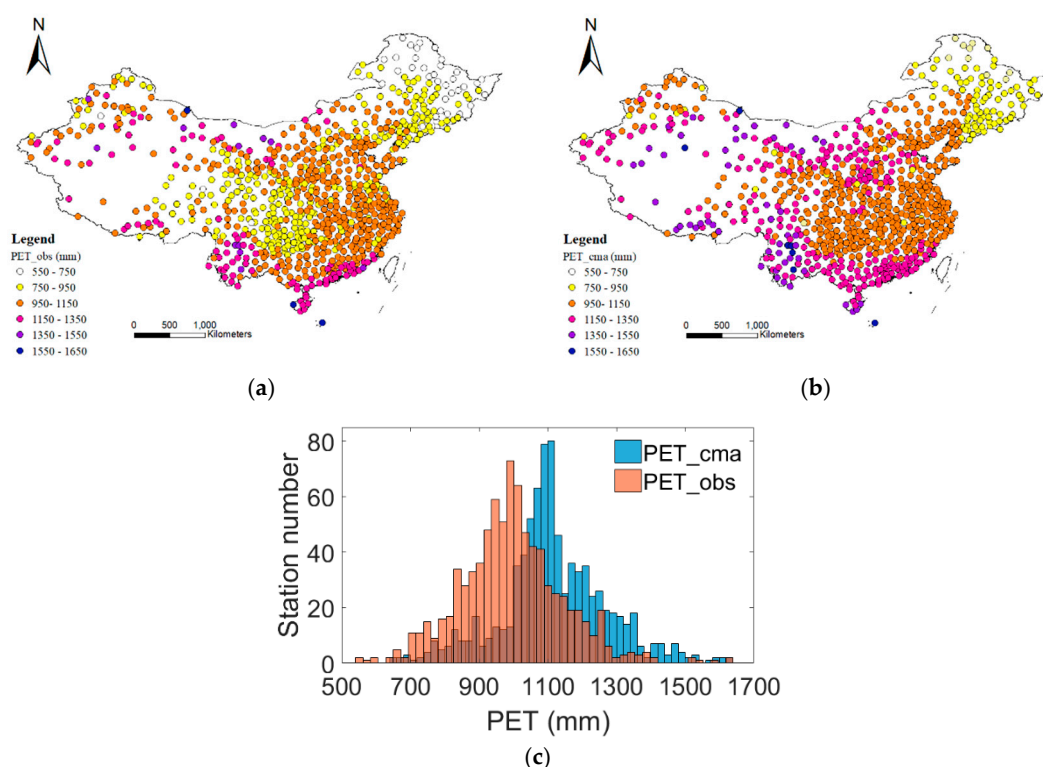 N
N
Legend
PET_obs (mm)
550 - 750
750 - 950
950- 1150
1150 - 1350
1350 - 1550
1550 - 1650
0 500 1,000
Kilometers
Legend
PET_cma (mm)
550 - 750
750 - 950
950 - 1150
1150 - 1350
1350 - 1550
1550 - 1650
0 500 1,000
Kilometers
(a)
(b)
80
60
40
20
0
Station number
PET_cma
PET_obs
500 700 900 1100 1300 1500 1700
PET (mm)
(c)